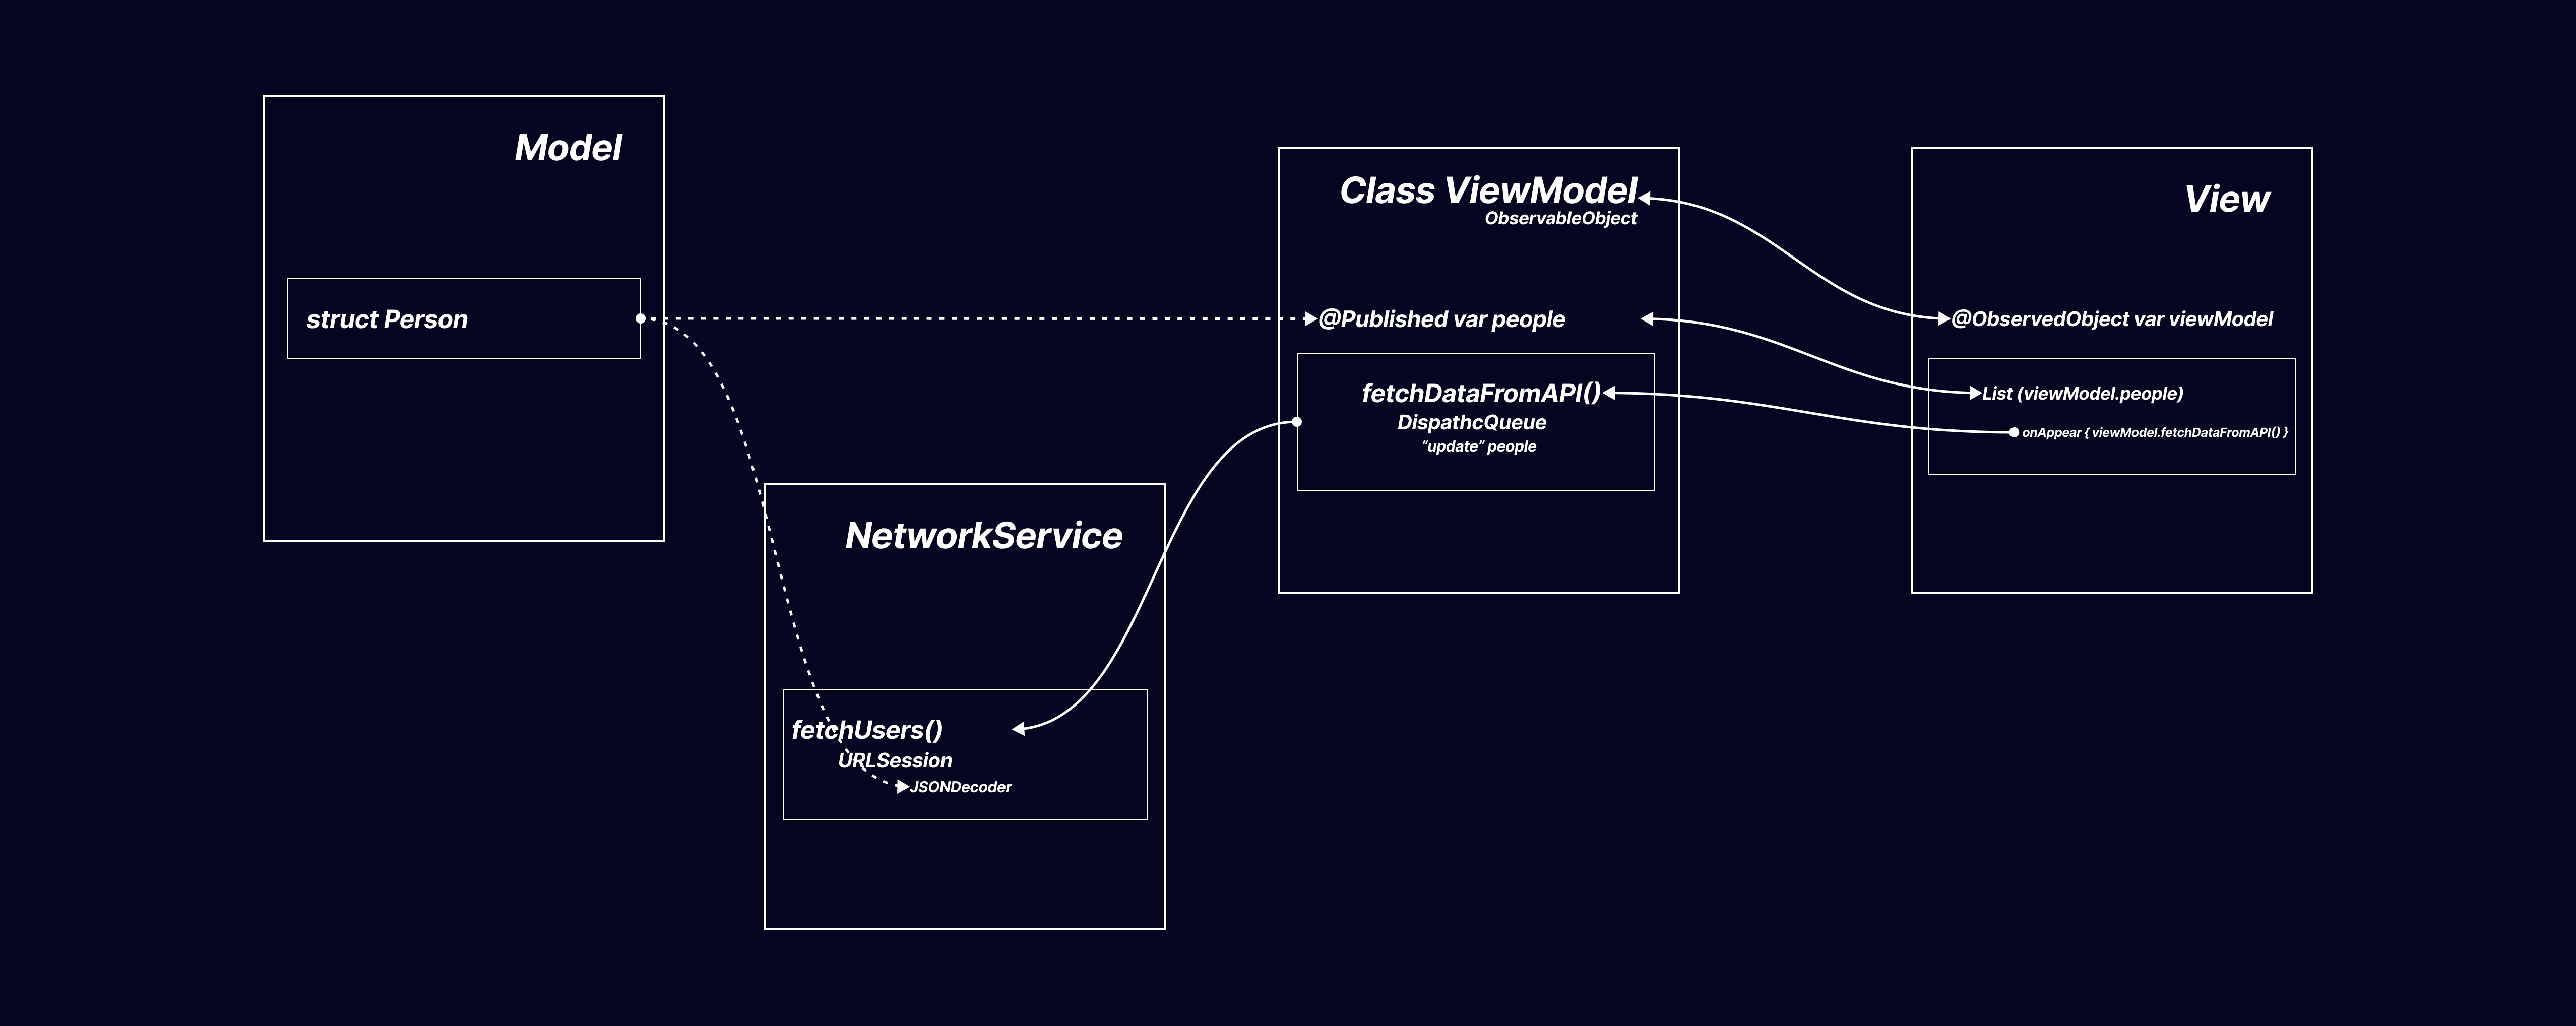 Model
struct Person
NetworkService
fetchUsers()
URLSession
JSONDecoder
Class ViewModel
ObservableObject
@Published var people
fetchDataFromAPI()
DispathcQueue
“update” people
View
@ObservedObject var viewModel
List (viewModel.people)
onAppear { viewModel.fetchDataFromAPI() }